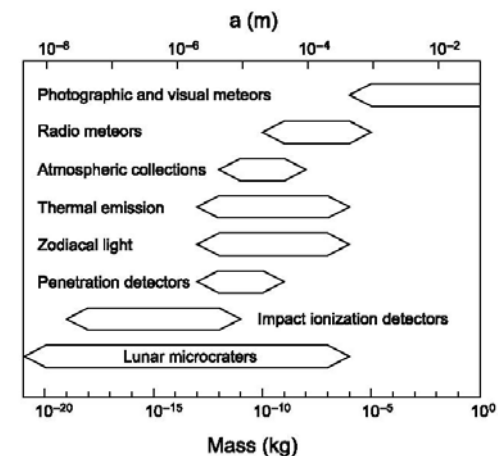 a (m)
10⁻⁸ 10⁻⁶ 10⁻⁴ 10⁻²
Photographic and visual meteors
Radio meteors
Atmospheric collections
Thermal emission
Zodiacal light
Penetration detectors
Impact ionization detectors
Lunar microcraters
10⁻²⁰ 10⁻¹⁵ 10⁻¹⁰ 10⁻⁵ 10⁰
Mass (kg)